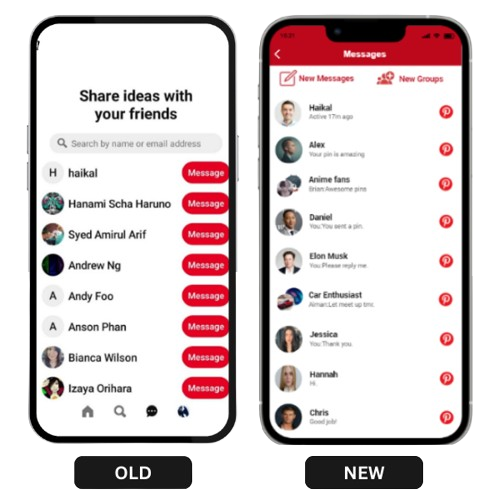 Share ideas with
your friends
Search by name or email address
H haikal Message
Hanami Scha Haruno Message
Syed Amirul Arif Message
Andrew Ng Message
A Andy Foo Message
A Anson Phan Message
Bianca Wilson Message
Izaya Orihara Message
OLD
Messages
New Messages New Groups
Haikal
Active 17m ago
Alex
Your pin is amazing
Anime fans
Brian:Awesome pins
Daniel
You:You sent a pin
Elon Musk
You:Please reply me
Car Enthusiast
Aiman:Let meet up tmr
Jessica
You:Thank you
Hannah
Hi
Chris
Good job!
NEW